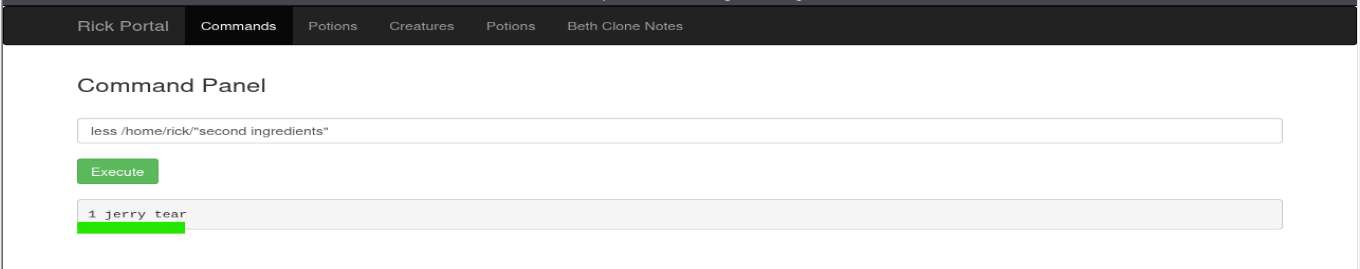 Rick Portal Commands Potions Creatures Potions Beth Clone Notes
Command Panel
less /home/rick/"second ingredients"
Execute
1 jerry tear